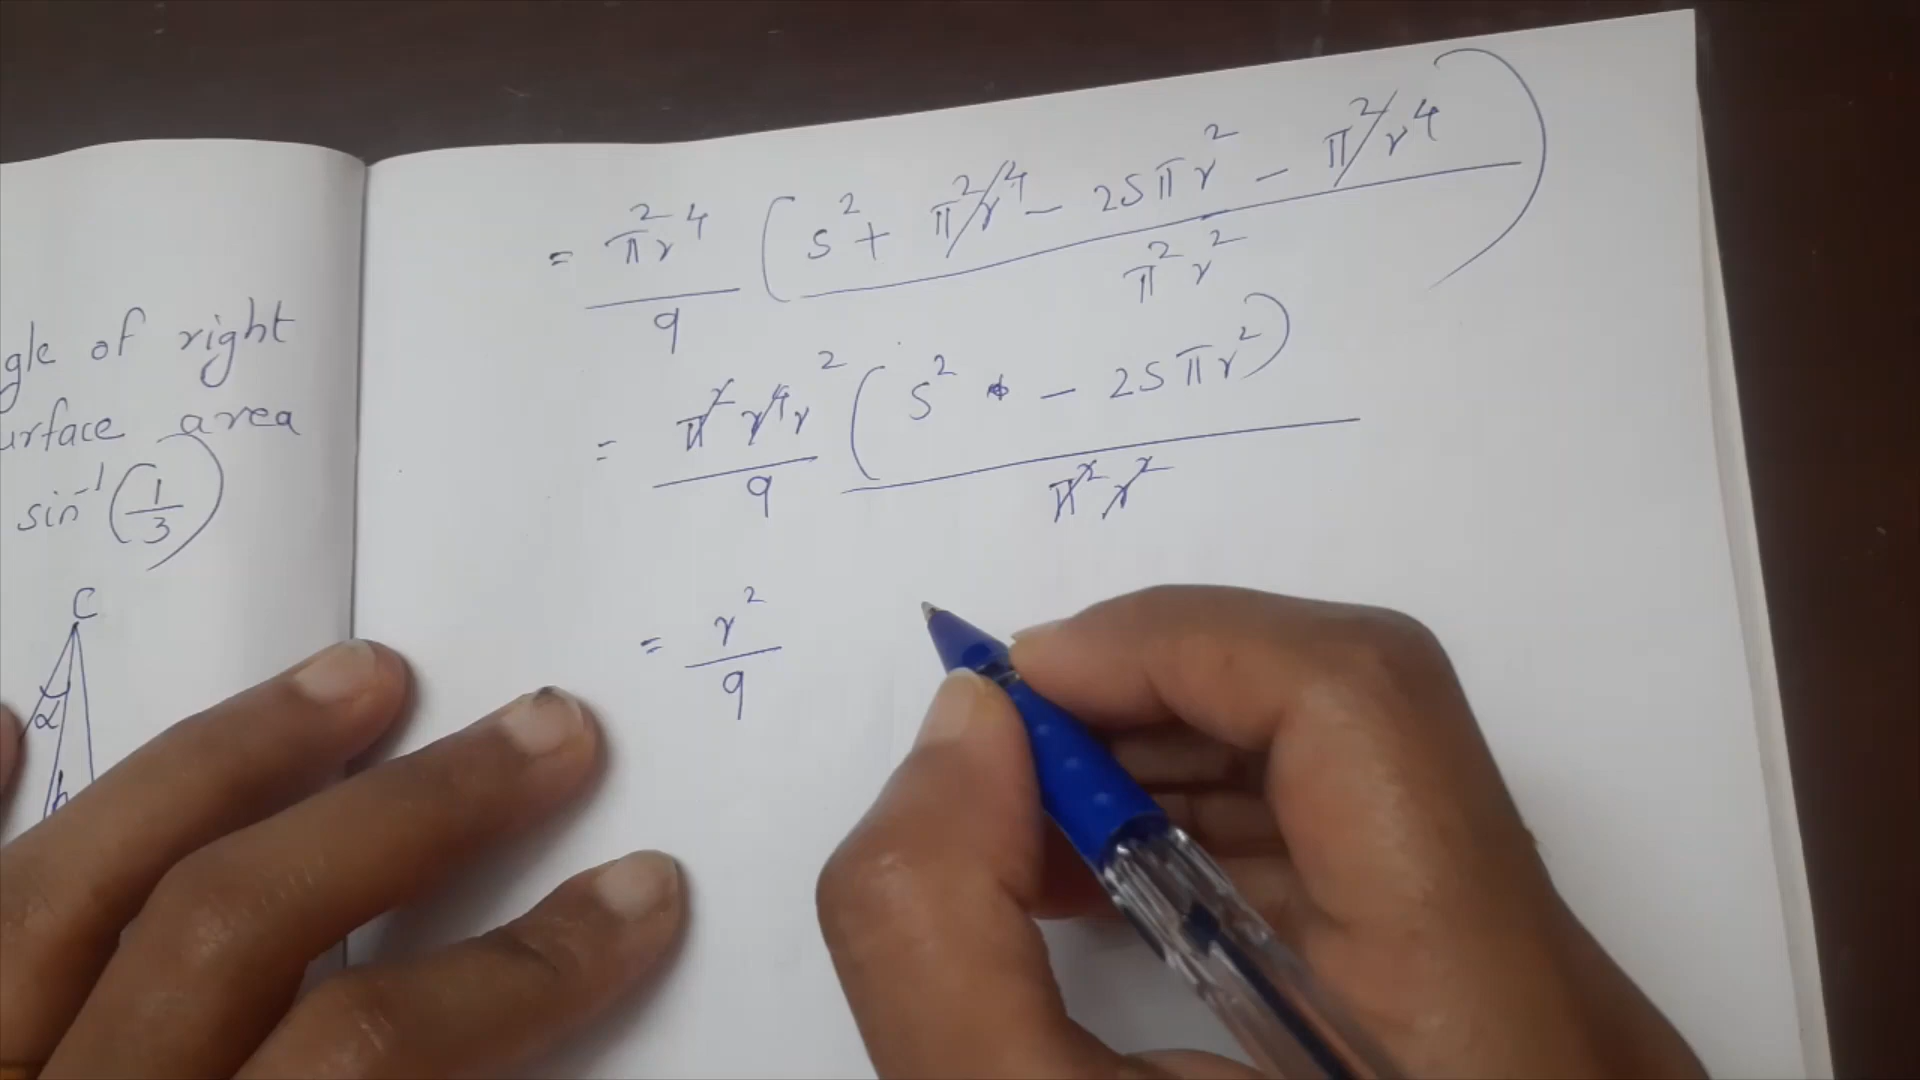 gle of right
urface area
sin⁻¹(1/3)
C
α
h
= π²r⁴/9 (s² + π²r⁴ - 2sπr² - π²r⁴)/π²r²
= π²r⁴r²/9 (s² - 2sπr²)/π²r²
= r²/9